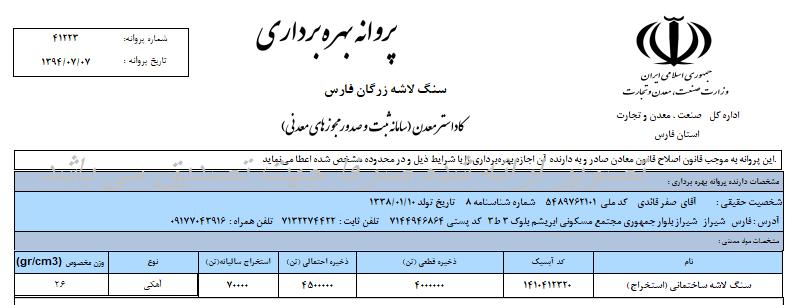 شماره پروانه: ۴۱۲۲۳
تاریخ پروانه : ۱۳۹۴/۰۷/۰۷
پروانه بهره برداری
سنگ لاشه زرگان فارس
کاداستر معدن (سامانه ثبت و صدور مجوزهای معدنی)
جمهوری اسلامی ایران
وزارت صنعت، معدن و تجارت
اداره کل صنعت ، معدن و تجارت
استان فارس
این پروانه به موجب قانون اصلاح قانون معادن صادر و به دارنده آن اجازه بهره‌برداری را با شرایط ذیل و در محدوده مشخص شده اعطا می‌نماید.
مشخصات دارنده پروانه بهره برداری :
شخصیت حقیقی : آقای صفر قائدی کد ملی ۵۴۸۹۷۶۲۱۰۱ شماره شناسنامه ۸ تاریخ تولد ۱۳۳۸/۰۱/۱۰
آدرس : فارس شیراز شیراز بلوار جمهوری مجتمع مسکونی ابریشم بلوک ۳ ط۳ کد پستی ۷۱۴۴۹۴۶۸۶۴ تلفن ثابت : ۷۱۳۲۲۷۴۴۲۲ تلفن همراه : ۰۹۱۷۷۰۴۳۹۱۶
مشخصات مواد معدنی :
نام کد آیسیک ذخیره قطعی (تن) ذخیره احتمالی (تن) استخراج سالیانه(تن) نوع وزن مخصوص (gr/cm3)
سنگ لاشه ساختمانی (استخراج) ۱۴۱۰۴۱۲۳۲۰ ۴۰۰۰۰۰۰ ۴۵۰۰۰۰۰ ۷۰۰۰۰ آهکی ۲.۶